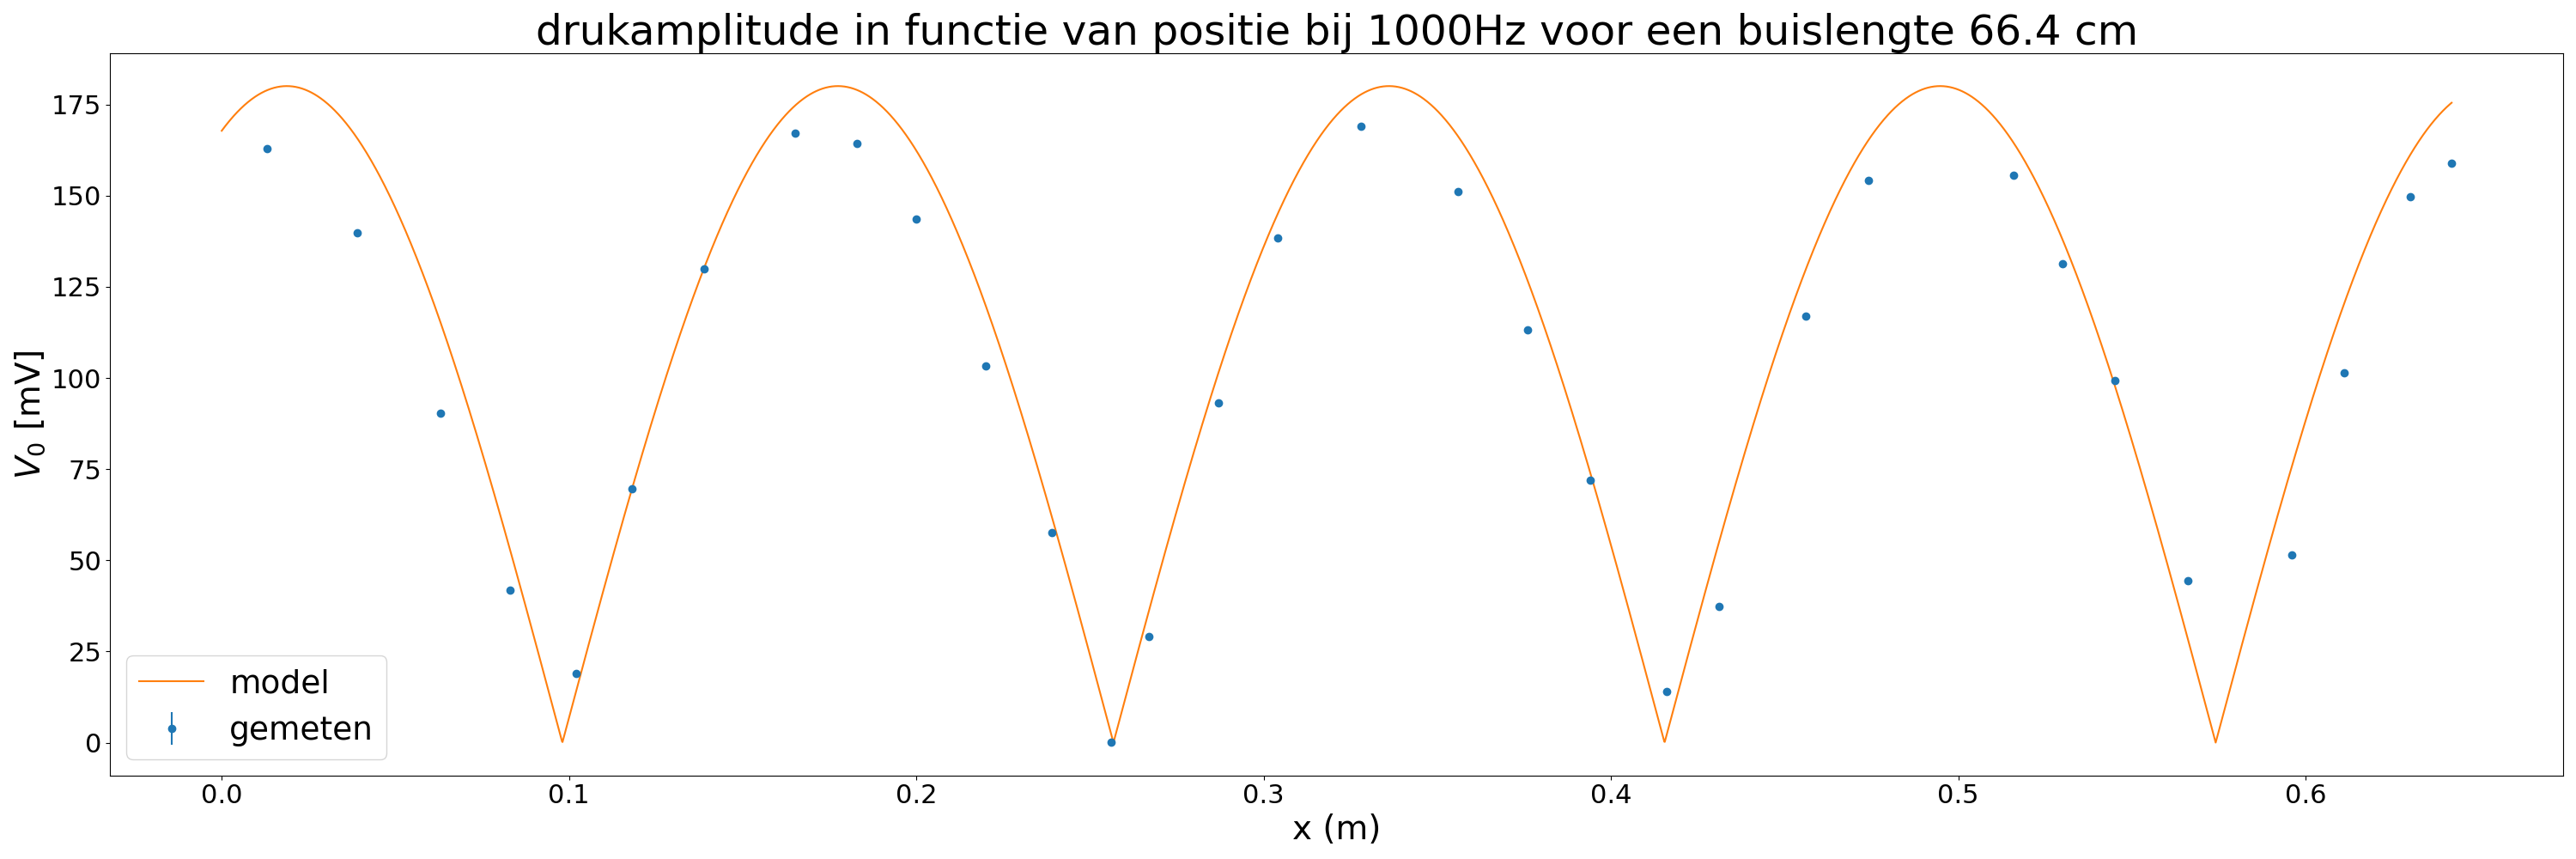 drukamplitude in functie van positie bij 1000Hz voor een buislengte 66.4 cm
V₀ [mV]
175
150
125
100
75
50
25
0
model
gemeten
0.0 0.1 0.2 0.3 0.4 0.5 0.6
x (m)